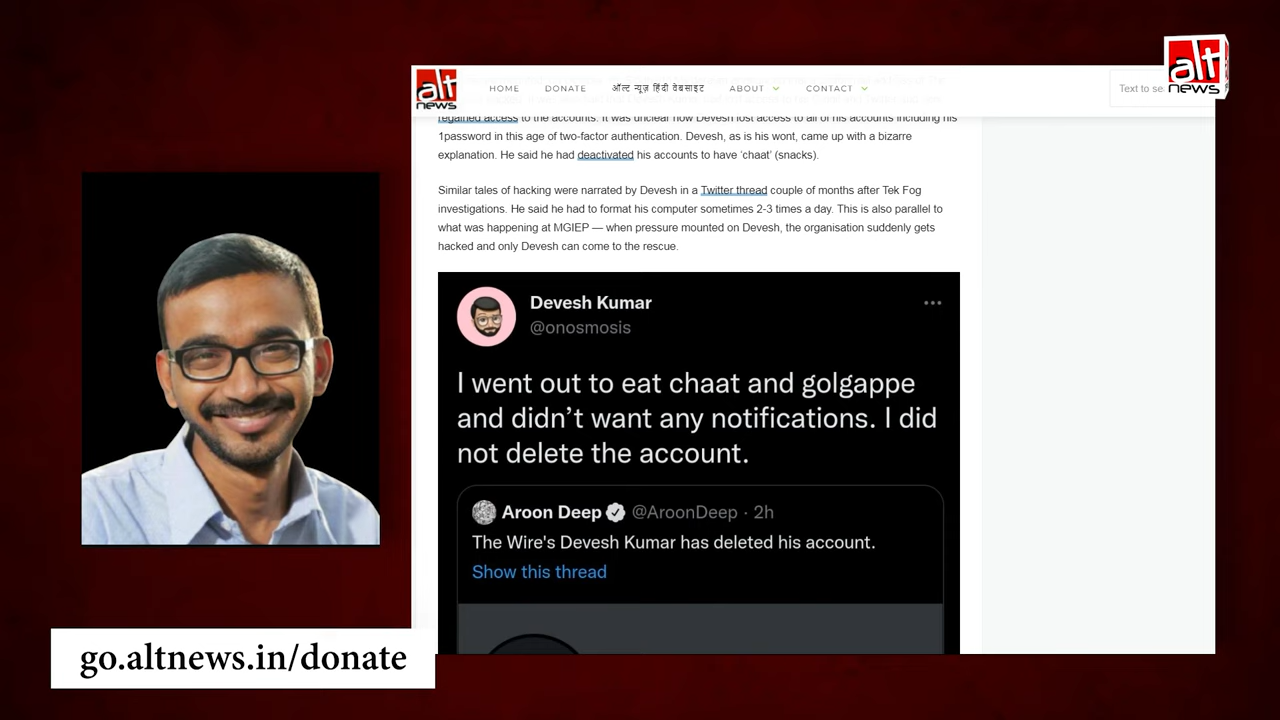 alt
news
alt
news
HOME DONATE ऑल्ट न्यूज़ हिंदी वेबसाइट ABOUT CONTACT
Text to se
regained access to the accounts. It was unclear how Devesh lost access to all of his accounts including his
1password in this age of two-factor authentication. Devesh, as is his wont, came up with a bizarre
explanation. He said he had deactivated his accounts to have ‘chaat’ (snacks).
Similar tales of hacking were narrated by Devesh in a Twitter thread couple of months after Tek Fog
investigations. He said he had to format his computer sometimes 2-3 times a day. This is also parallel to
what was happening at MGIEP — when pressure mounted on Devesh, the organisation suddenly gets
hacked and only Devesh can come to the rescue.
Devesh Kumar
@onosmosis
I went out to eat chaat and golgappe
and didn’t want any notifications. I did
not delete the account.
Aroon Deep @AroonDeep · 2h
The Wire's Devesh Kumar has deleted his account.
Show this thread
go.altnews.in/donate